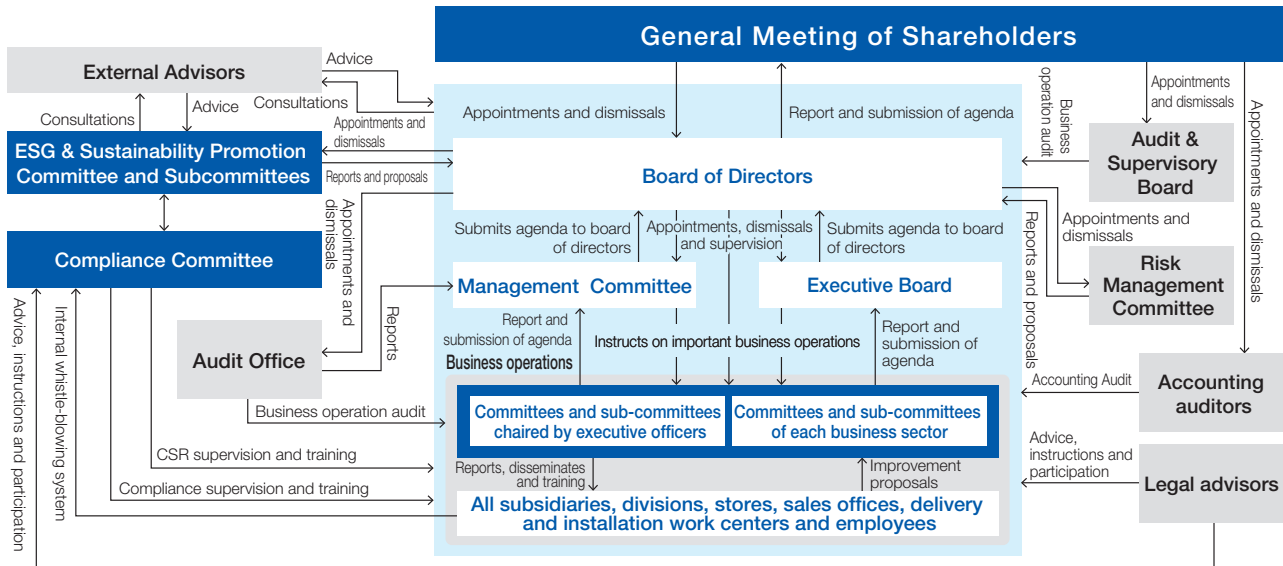 General Meeting of Shareholders
External Advisors
Advice
Consultations
Consultations
Advice
Appointments and
dismissals
ESG & Sustainability Promotion
Committee and Subcommittees
Reports and proposals
Appointments and
dismissals
Compliance Committee
Advice, instructions and participation
Internal whistle-blowing system
Audit Office
Reports
Business operation audit
CSR supervision and training
Compliance supervision and training
Appointments and dismissals
Report and submission of agenda
Board of Directors
Submits agenda to board
of directors
Appointments, dismissals
and supervision
Submits agenda to board
of directors
Management Committee
Executive Board
Report and
submission of agenda
Instructs on important business operations
Report and
submission of
agenda
Business operations
Committees and sub-committees
chaired by executive officers
Committees and sub-committees
of each business sector
Reports, disseminates
and training
Improvement
proposals
All subsidiaries, divisions, stores, sales offices, delivery
and installation work centers and employees
Business
operation audit
Appointments
and dismissals
Appointments and dismissals
Audit &
Supervisory
Board
Appointments and
dismissals
Reports and proposals
Risk
Management
Committee
Accounting Audit
Accounting
auditors
Advice,
instructions and
participation
Legal advisors